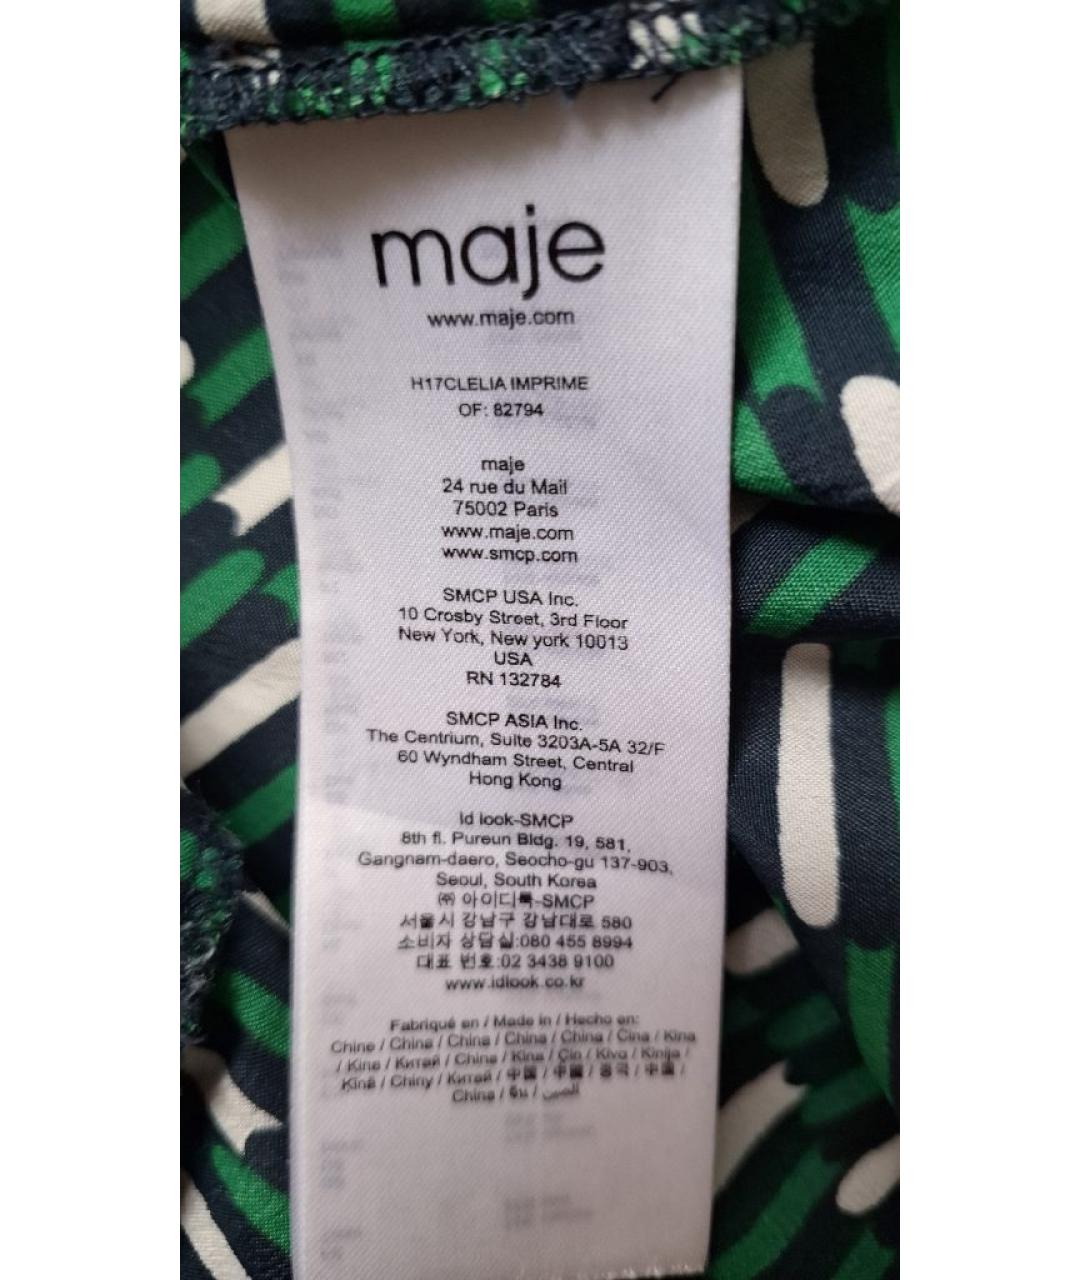 maje
www.maje.com
H17CLELIA IMPRIME
OF: 82794
maje
24 rue du Mail
75002 Paris
www.maje.com
www.smcp.com
SMCP USA Inc.
10 Crosby Street, 3rd Floor
New York, New york 10013
USA
RN 132784
SMCP ASIA Inc.
The Centrium, Suite 3203A-5A 32/F
60 Wyndham Street, Central
Hong Kong
Id look-SMCP
8th fl. Pureun Bldg. 19, 581,
Gangnam-daero, Seocho-gu 137-903,
Seoul, South Korea
㈜ 아이디룩-SMCP
서울시 강남구 강남대로 580
소비자 상담실:080 455 8994
대표 번호:02 3438 9100
www.idlook.co.kr
Fabriqué en / Made in / Hecho en:
Chine / China / China / China / China / Cina / Kina
/ Kina / Китай / China / Kina / Çin / Kiva / Kinija /
Kīnā / Chiny / Китай / 中国 / 中國 / 중국 / 中国 /
China / จีน / الصين